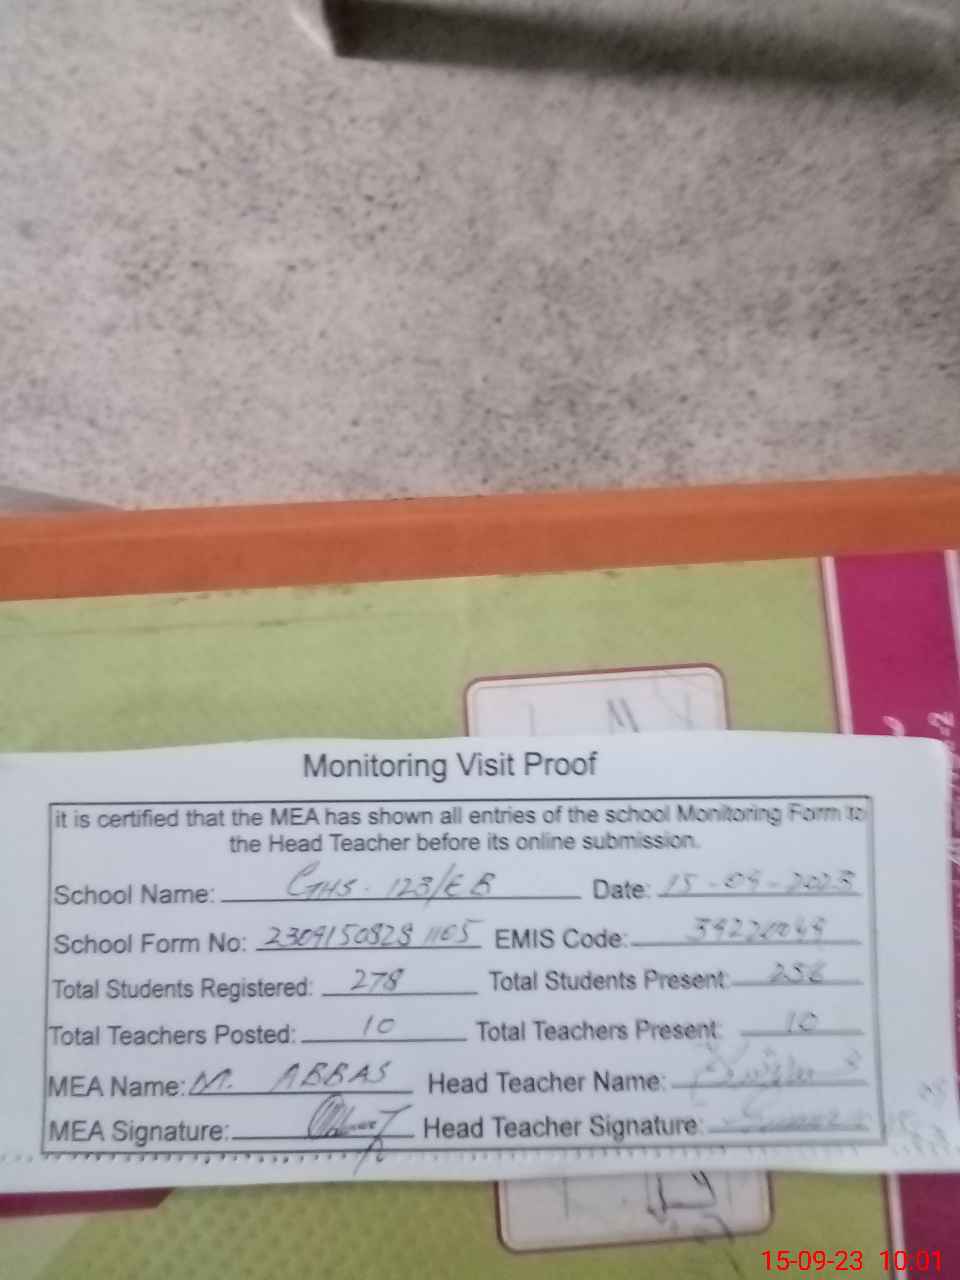 Monitoring Visit Proof
it is certified that the MEA has shown all entries of the school Monitoring Form to
the Head Teacher before its online submission.
School Name: GHS. 123/EB Date: 15-09-2023
School Form No: 2309150828 1165 EMIS Code:
Total Students Registered: 278 Total Students Present: 256
Total Teachers Posted: 10 Total Teachers Present: 10
MEA Name: M. ABBAS Head Teacher Name:
MEA Signature: Head Teacher Signature:
15-09-23 10:01